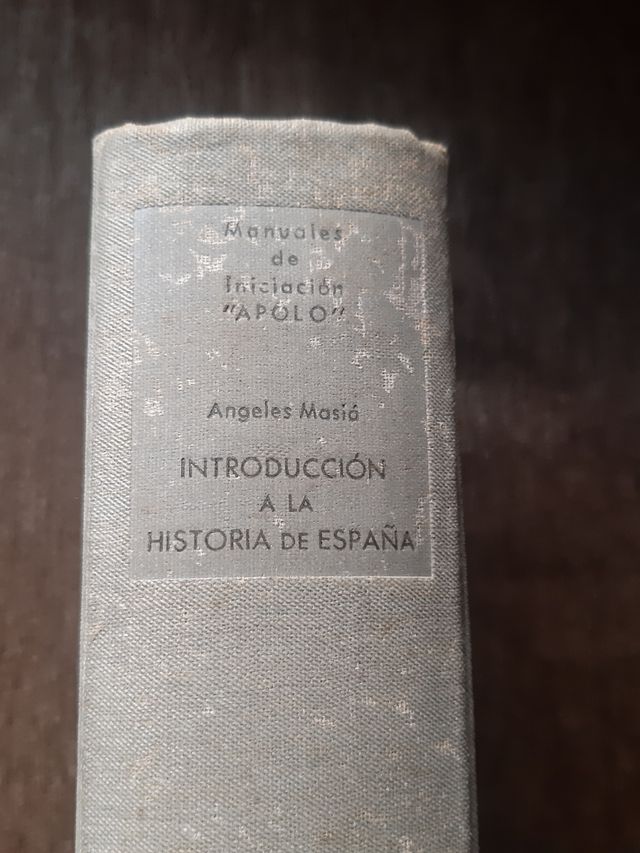 Manuales
de
Iniciación
"APOLO"
Angeles Masiá
INTRODUCCIÓN
A LA
HISTORIA DE ESPAÑA